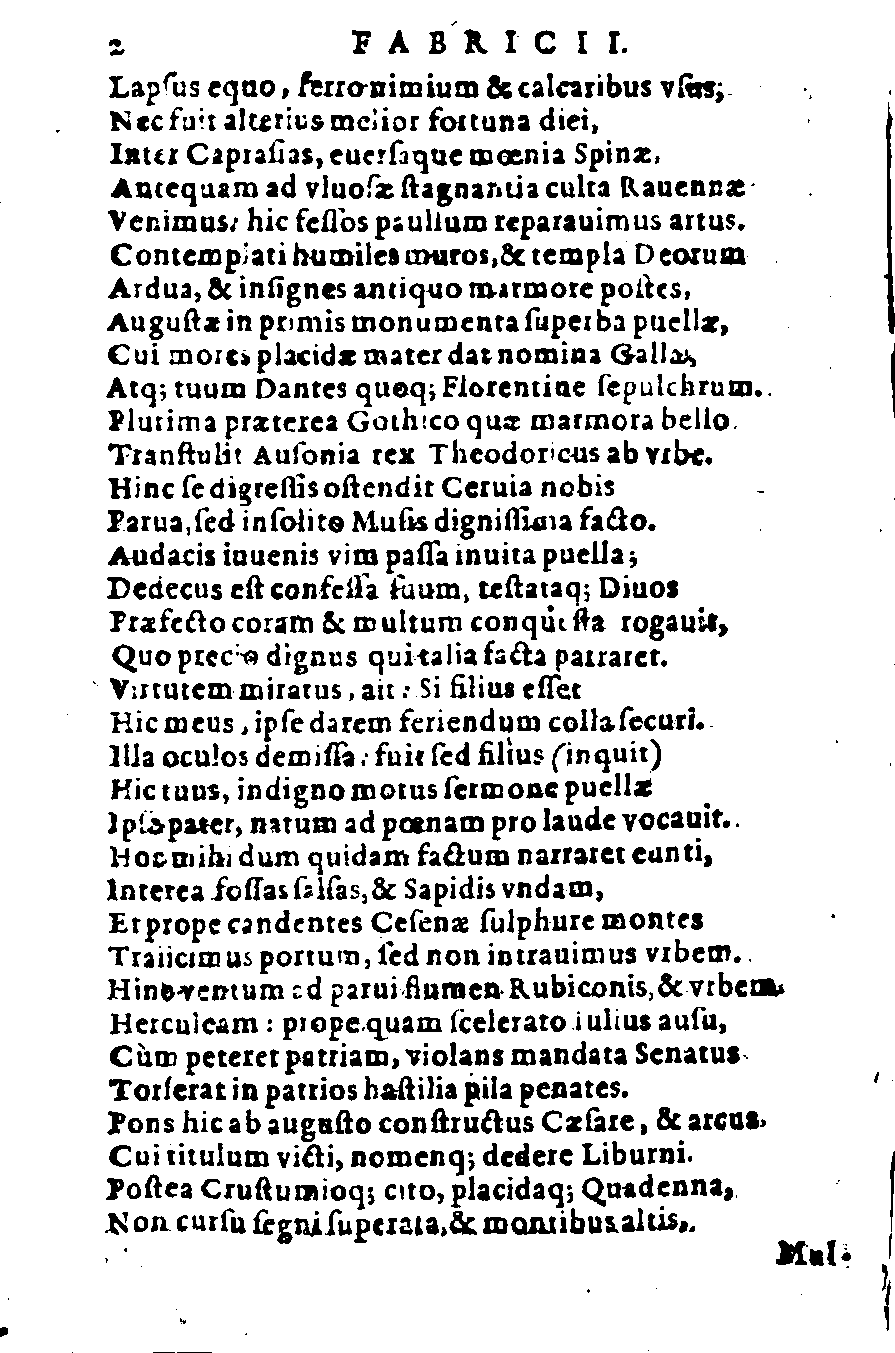 2 FABRICII.
Lapſus equo, ferro nimium & calcaribus vſus;
Nec fuit alterius melior fortuna diei,
Inter Capraſias, euerſaque mœnia Spinæ,
Antequam ad vluoſæ ſtagnantia culta Rauennæ
Venimus: hic feſſos paullum reparauimus artus.
Contemplati humiles muros, & templa Deorum
Ardua, & inſignes antiquo marmore poſtes,
Auguſtæ in primis monumenta ſuperba puellæ,
Cui mores placidæ mater dat nomina Gallæ,
Atq; tuum Dantes quoq; Florentine ſepulchrum.
Plurima præterea Gothico quæ marmora bello
Tranſtulit Auſonia rex Theodoricus ab vrbe.
Hinc ſe digreſſis oſtendit Ceruia nobis
Parua, ſed inſolito Muſis digniſſima facto.
Audacis iuuenis vim paſſa inuita puella;
Dedecus eſt confeſſa ſuum, teſtataq; Diuos
Præfecto coram & multum conqueſta rogauit,
Quo precio dignus qui talia facta patraret.
Virtutem miratus, ait: Si filius eſſet
Hic meus, ipſe darem feriendum colla ſecuri.
Illa oculos demiſſa: fuit ſed filius (inquit)
Hic tuus, indigno motus ſermone puellæ
Ipſe pater, natum ad pœnam pro laude vocauit.
Hoc mihi dum quidam factum narraret eunti,
Interea foſſas ſalſas, & Sapidis vndam,
Et prope candentes Ceſenæ ſulphure montes
Traiicimus portum, ſed non intrauimus vrbem.
Hinc ventum ad parui flumen Rubiconis, & vrbem
Herculeam: prope quam ſcelerato iulius auſu,
Cùm peteret patriam, violans mandata Senatus
Torſerat in patrios haſtilia pila penates.
Pons hic ab auguſto conſtructus Cæſare, & arcus,
Cui titulum victi, nomenq; dedere Liburni.
Poſtea Cruſtumioq; cito, placidaq; Quadenna,
Non curſu ſegni ſuperata, & montibus altis,
Mul-